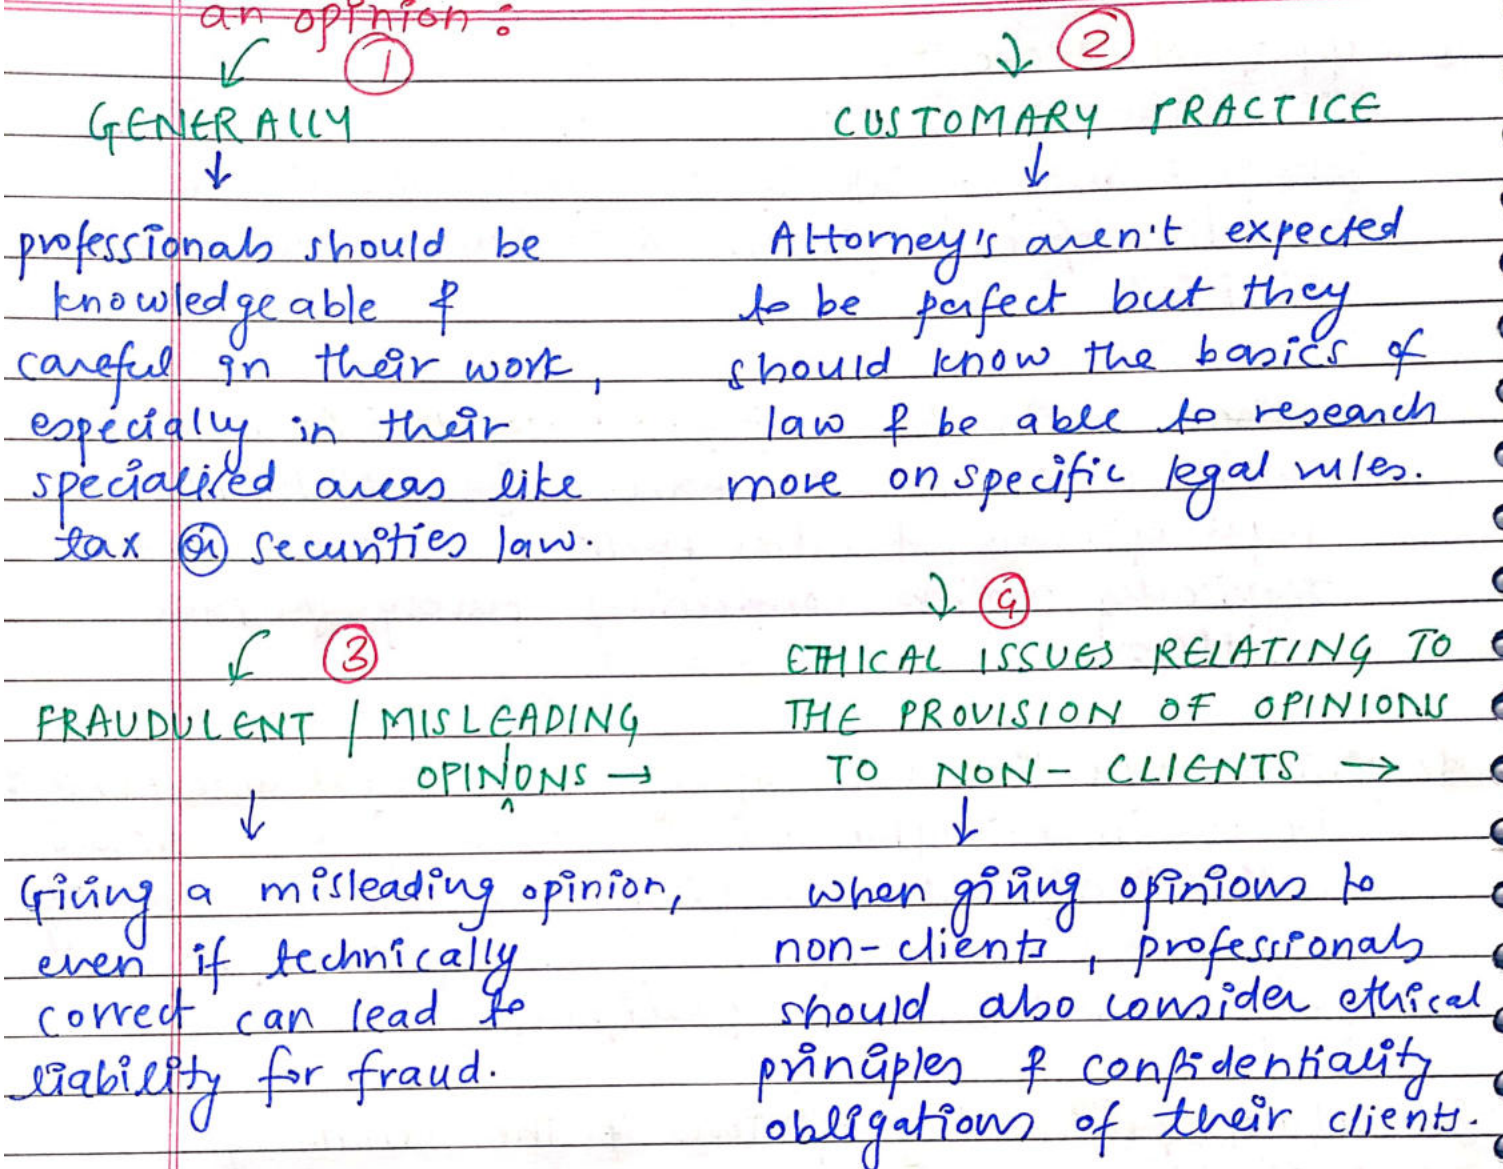 an opinion :
①
GENERALLY
professionals should be
knowledgeable &
careful in their work,
especially in their
specialised areas like
tax or securities law.
②
CUSTOMARY PRACTICE
Attorney's aren't expected
to be perfect but they
should know the basics of
law & be able to research
more on specific legal rules.
③
FRAUDULENT / MISLEADING
OPINIONS →
Giving a misleading opinion,
even if technically
correct can lead to
liability for fraud.
④
ETHICAL ISSUES RELATING TO
THE PROVISION OF OPINIONS
TO NON- CLIENTS →
when giving opinions to
non-clients, professionals
should also consider ethical
principles & confidentiality
obligations of their clients.